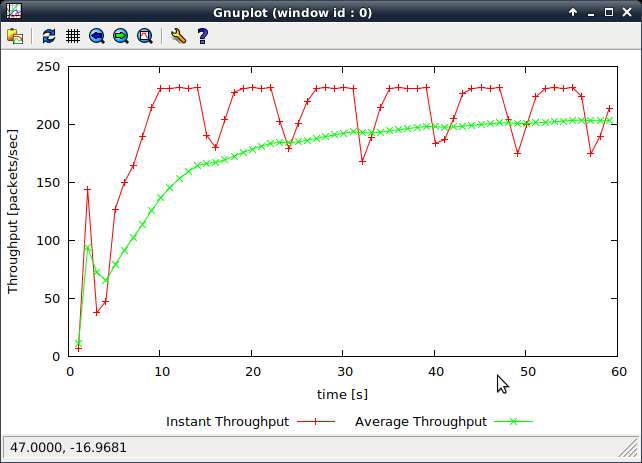 Gnuplot (window id : 0)
250
200
150
100
50
0
Throughput [packets/sec]
0 10 20 30 40 50 60
time [s]
Instant Throughput Average Throughput
47.0000, -16.9681